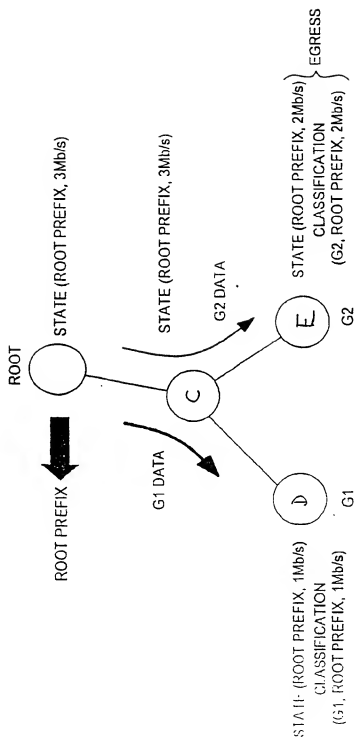 ROOT
ROOT PREFIX
STATE (ROOT PREFIX, 3Mb/s)
G1 DATA
STATE (ROOT PREFIX, 3Mb/s)
G2 DATA
C
D
E
G1
G2
STATE (ROOT PREFIX, 1Mb/s)
CLASSIFICATION
(G1, ROOT PREFIX, 1Mb/s)
STATE (ROOT PREFIX, 2Mb/s)
CLASSIFICATION
(G2, ROOT PREFIX, 2Mb/s)
EGRESS